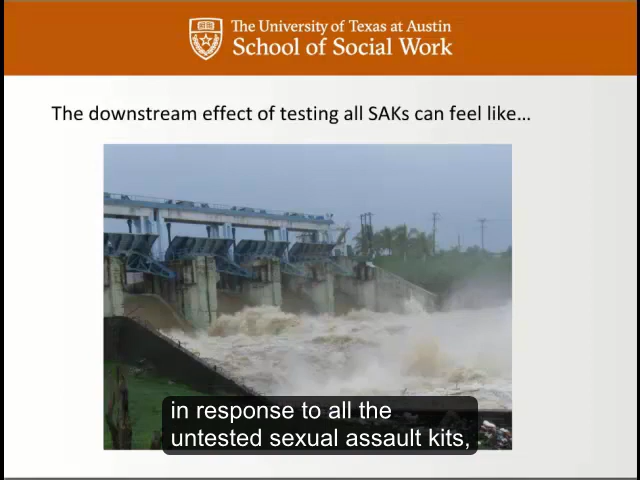 The University of Texas at Austin
School of Social Work
The downstream effect of testing all SAKs can feel like…
in response to all the
untested sexual assault kits,